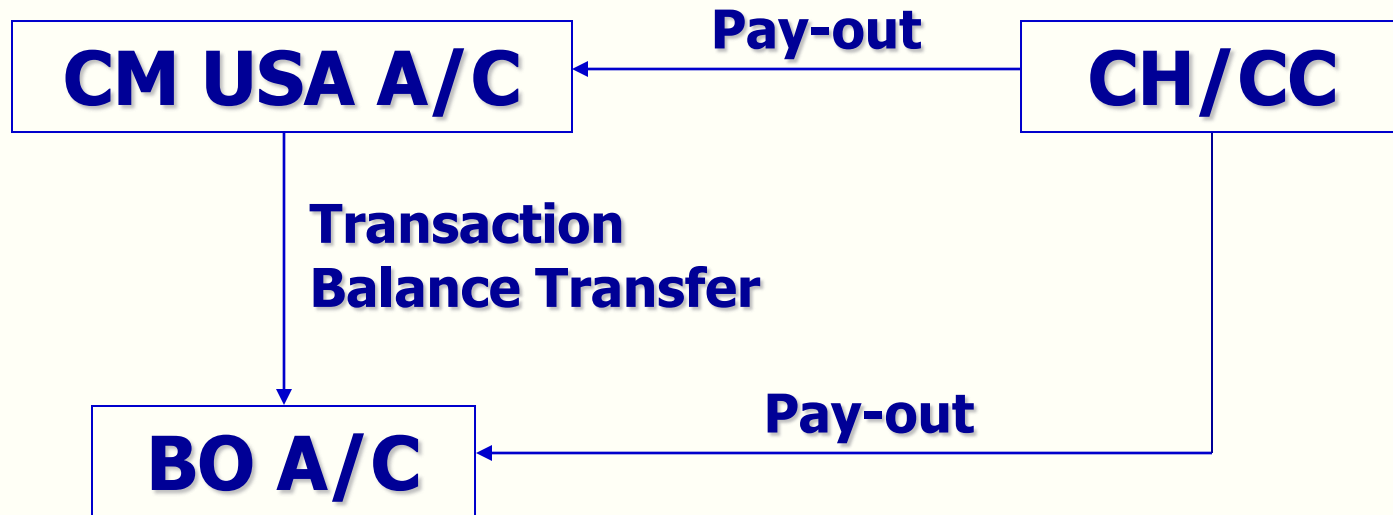 Pay-out
CM USA A/C
CH/CC
Transaction
Balance Transfer
Pay-out
BO A/C